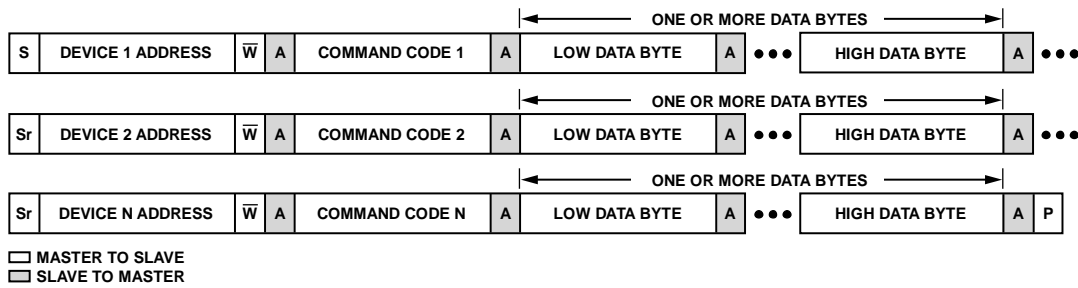 ONE OR MORE DATA BYTES
S DEVICE 1 ADDRESS W̅ A COMMAND CODE 1 A LOW DATA BYTE A ••• HIGH DATA BYTE A •••
ONE OR MORE DATA BYTES
Sr DEVICE 2 ADDRESS W̅ A COMMAND CODE 2 A LOW DATA BYTE A ••• HIGH DATA BYTE A •••
ONE OR MORE DATA BYTES
Sr DEVICE N ADDRESS W̅ A COMMAND CODE N A LOW DATA BYTE A ••• HIGH DATA BYTE A P
MASTER TO SLAVE
SLAVE TO MASTER